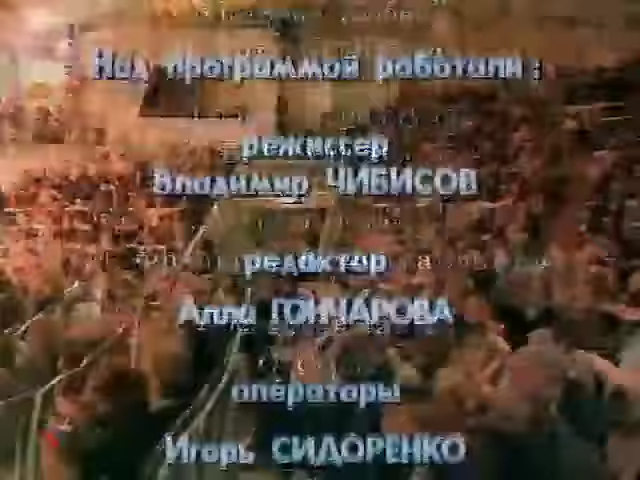 Над программой работали :
режиссер
Владимир ЧИБИСОВ
редактор
Алла ГОНЧАРОВА
операторы
Игорь СИДОРЕНКО